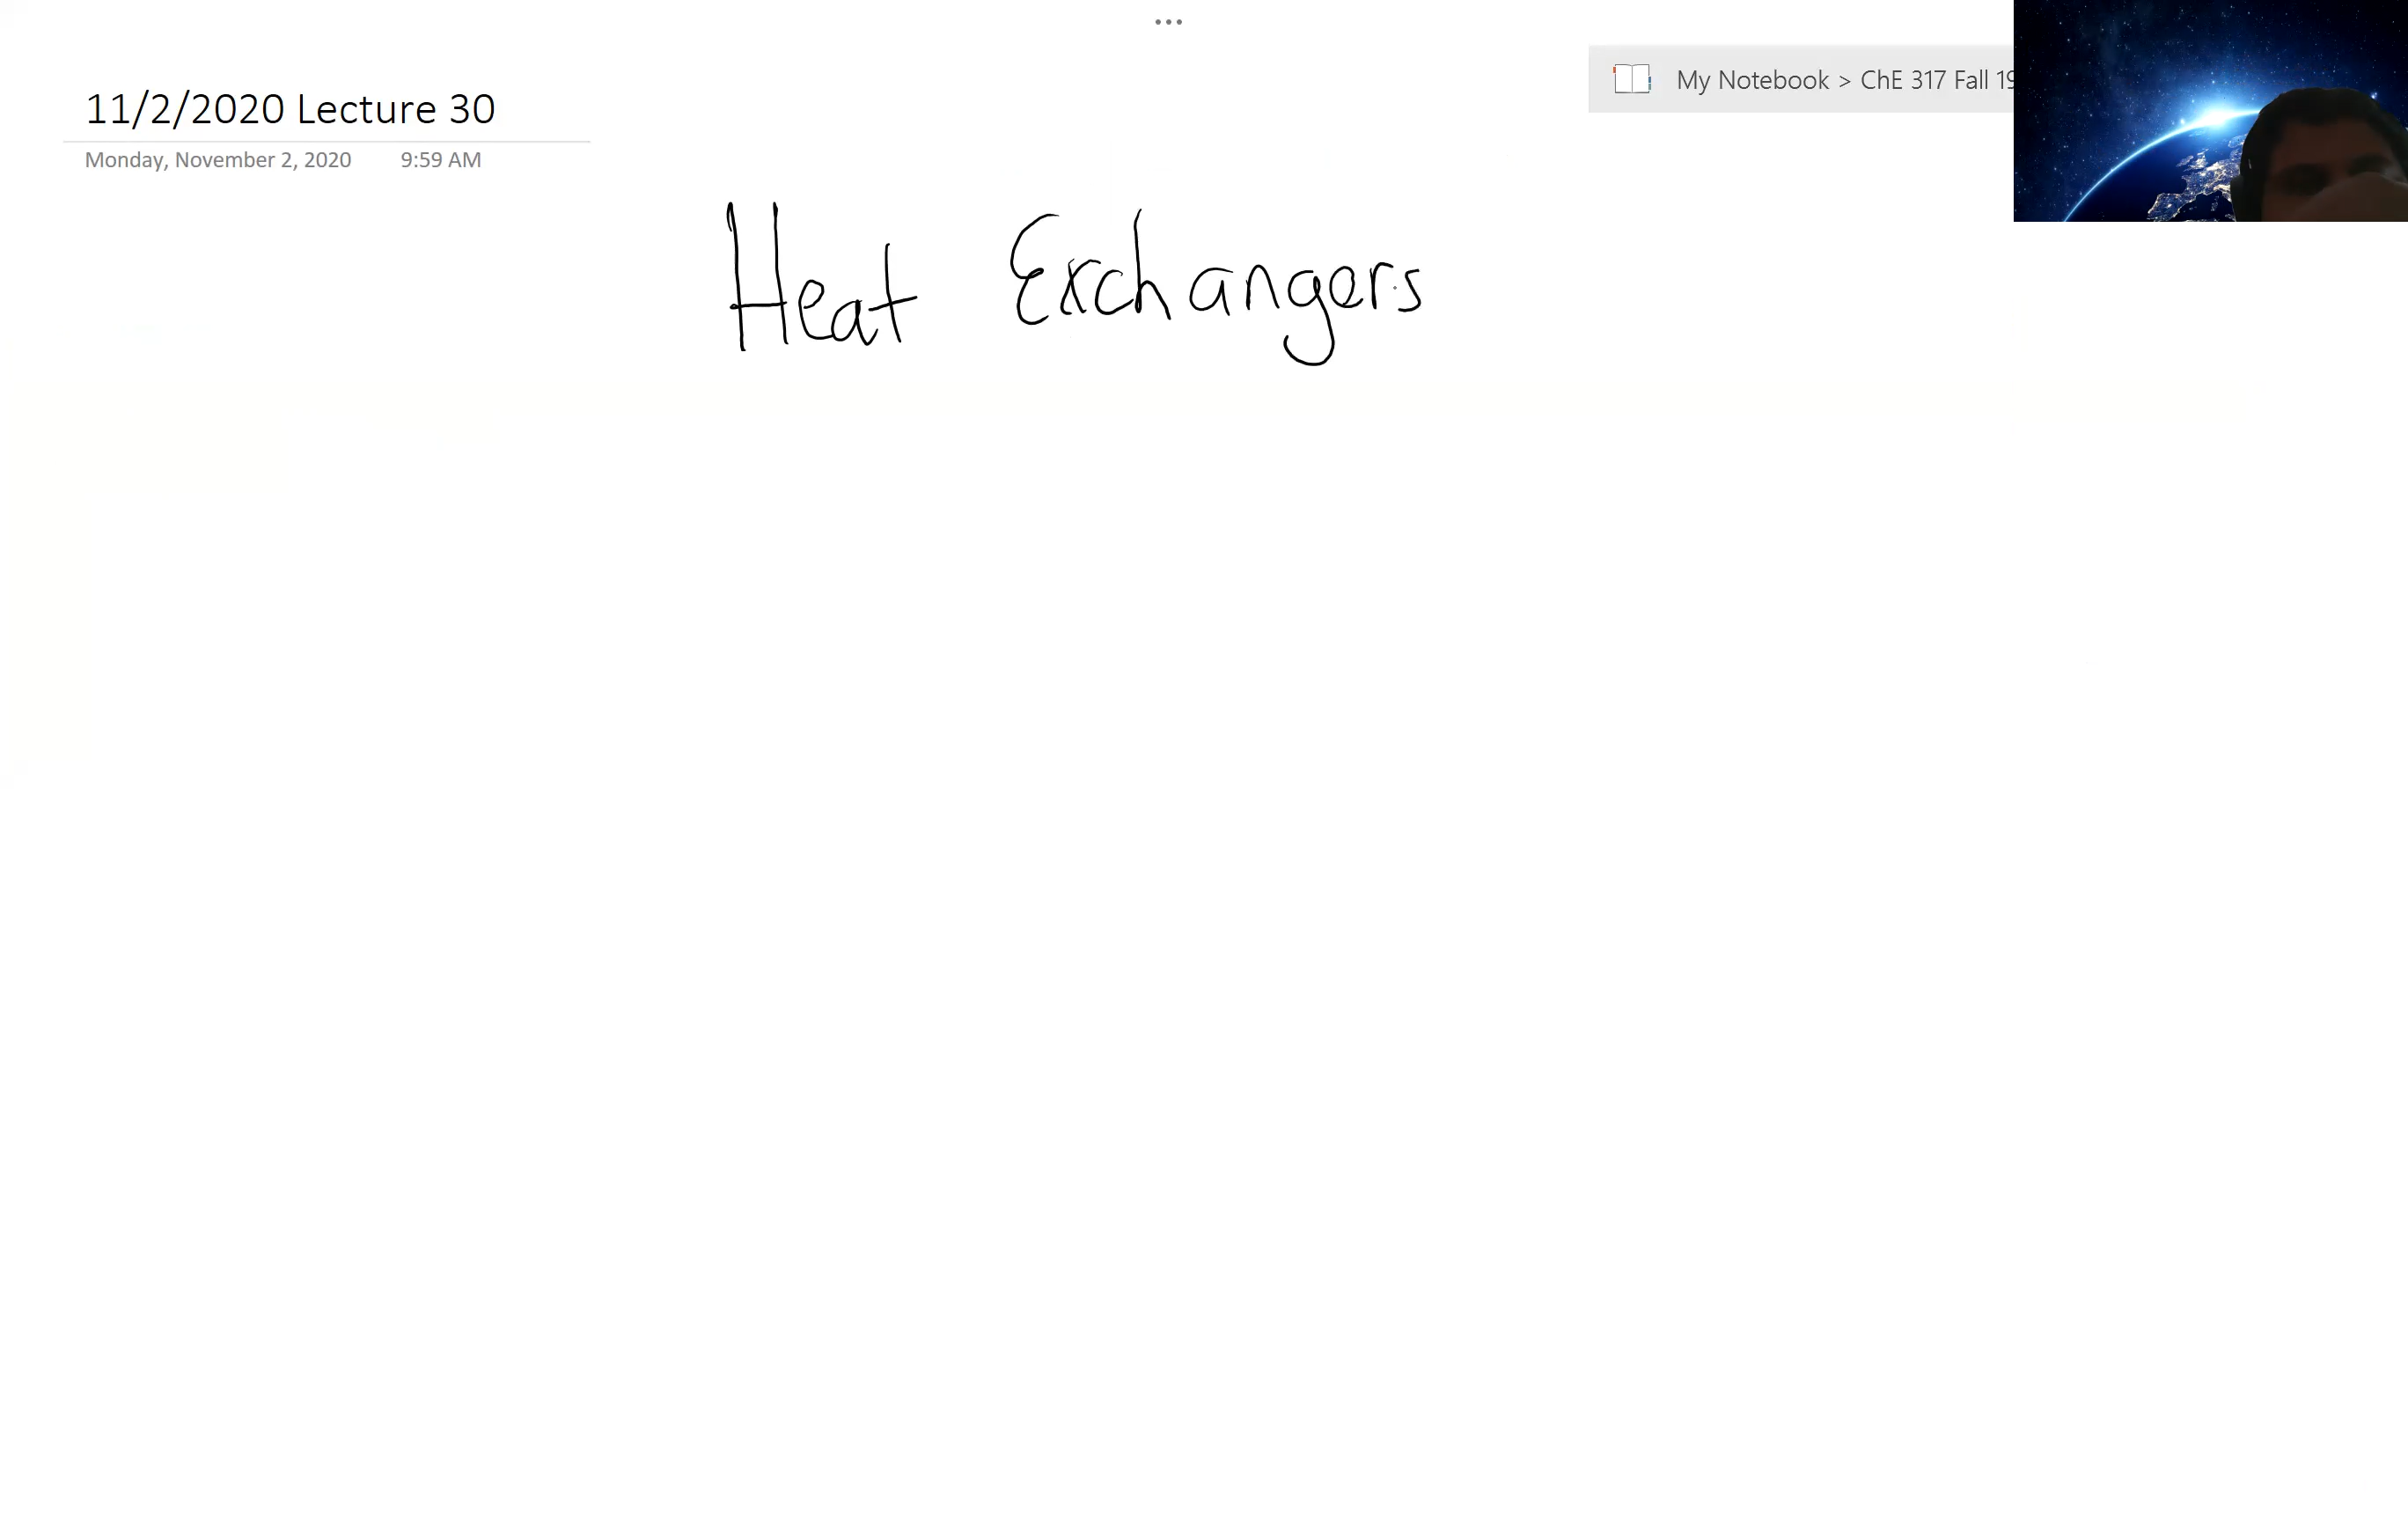 My Notebook > ChE 317 Fall 19
11/2/2020 Lecture 30
Monday, November 2, 2020 9:59 AM
Heat Exchangers